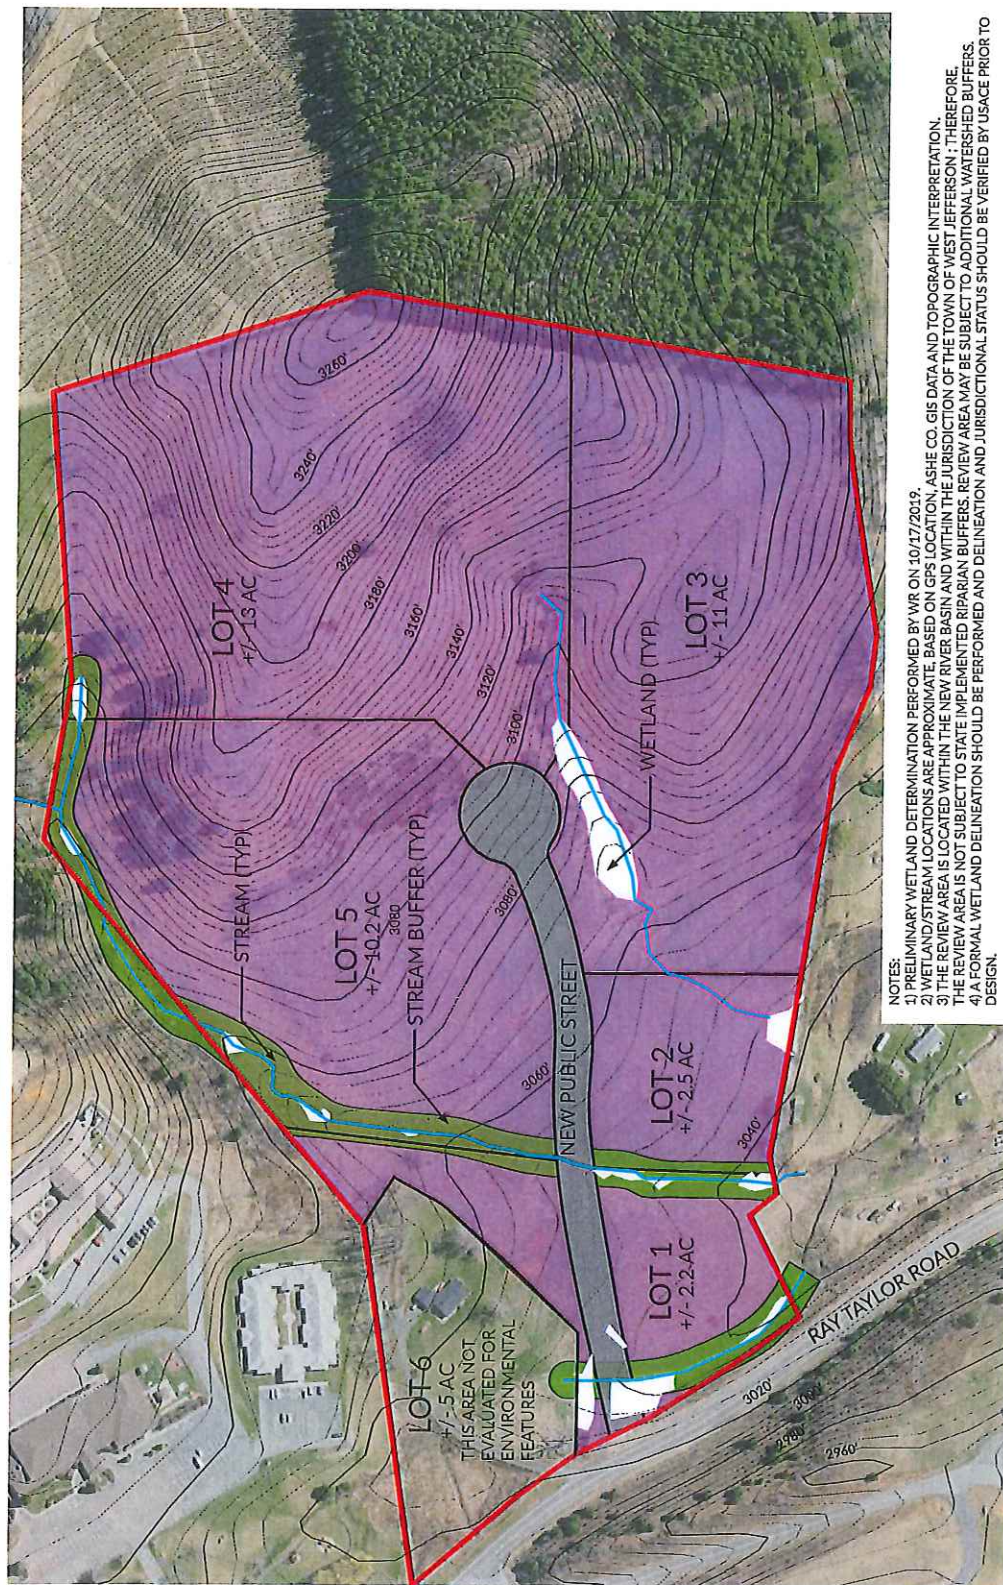 LOT 4
+/- 13 AC
3260'
3240'
3220'
3200'
3180'
3160'
3140'
3120'
3100'
STREAM (TYP)
LOT 5
+/- 10.2 AC
3080
STREAM BUFFER (TYP)
3080'
3060'
NEW PUBLIC STREET
LOT 3
+/- 11 AC
WETLAND (TYP)
LOT 2
+/- 2.5 AC
3040'
LOT 1
+/- 2.2 AC
LOT 6
+/- .5 AC
THIS AREA NOT
EVALUATED FOR
ENVIRONMENTAL
FEATURES
RAY TAYLOR ROAD
3020'
3000'
2980'
2960'
NOTES:
1) PRELIMINARY WETLAND DETERMINATION PERFORMED BY WR ON 10/17/2019.
2) WETLAND/STREAM LOCATIONS ARE APPROXIMATE, BASED ON GPS LOCATION, ASHE CO. GIS DATA AND TOPOGRAPHIC INTERPRETATION.
3) THE REVIEW AREA IS LOCATED WITHIN THE NEW RIVER BASIN AND WITHIN THE JURISDICTION OF THE TOWN OF WEST JEFFERSON; THEREFORE,
THE REVIEW AREA IS NOT SUBJECT TO STATE IMPLEMENTED RIPARIAN BUFFERS. REVIEW AREA MAY BE SUBJECT TO ADDITIONAL WATERSHED BUFFERS.
4) A FORMAL WETLAND DELINEATION SHOULD BE PERFORMED AND DELINEATION AND JURISDICTIONAL STATUS SHOULD BE VERIFIED BY USACE PRIOR TO
DESIGN.